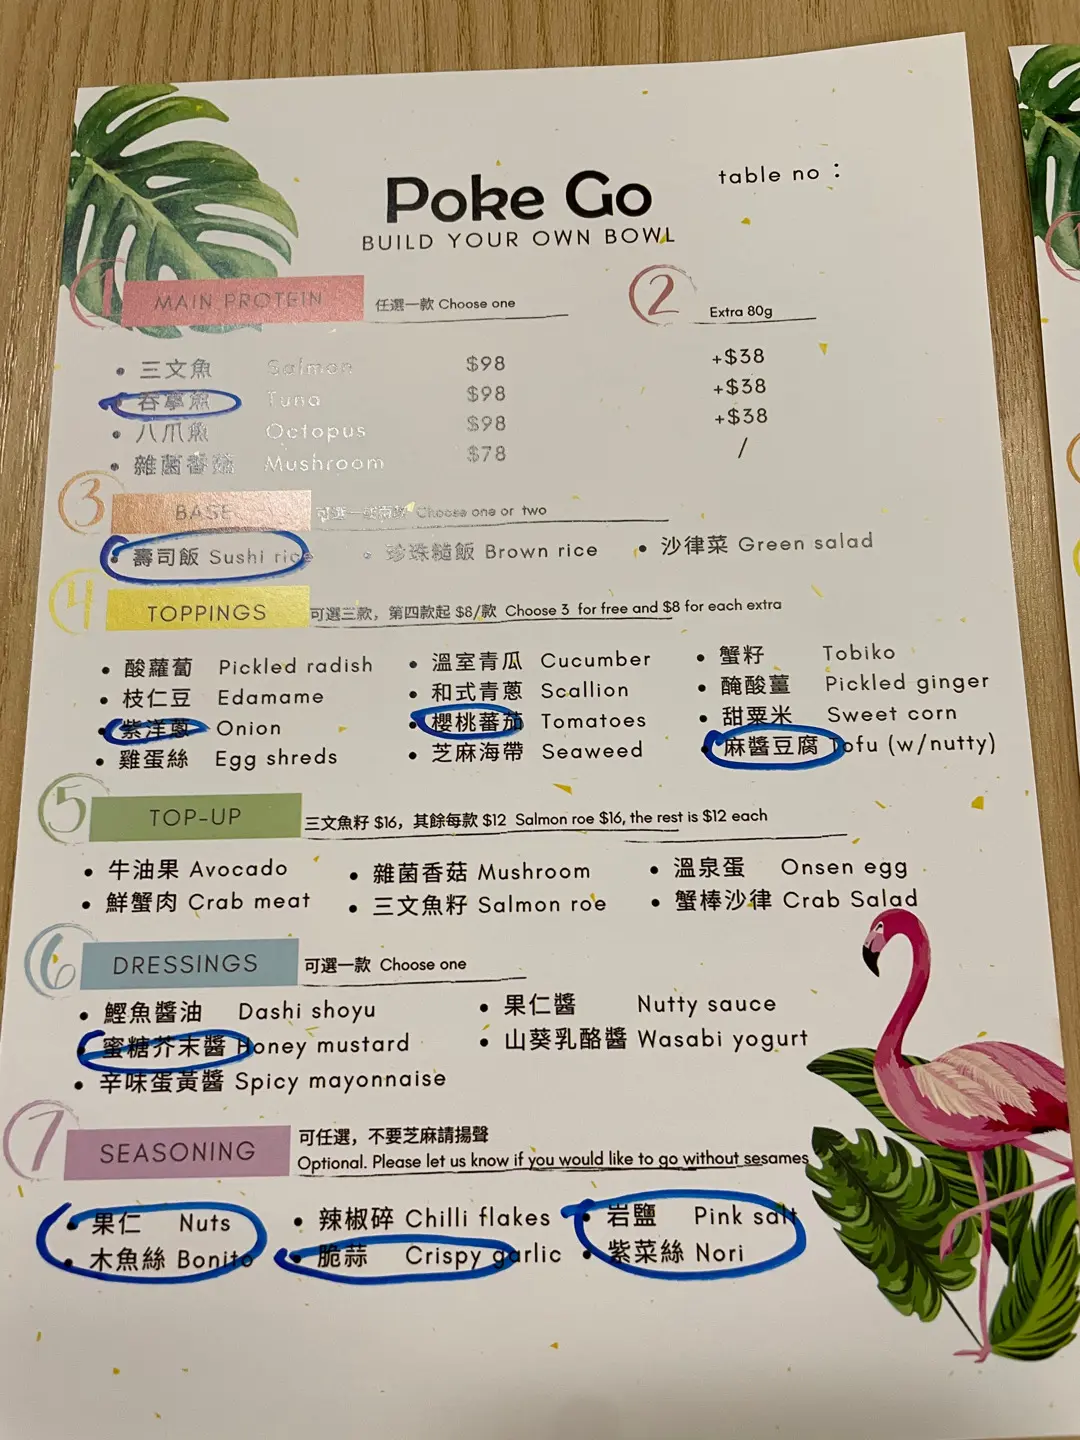 Poke Go
table no：
BUILD YOUR OWN BOWL
1 MAIN PROTEIN 任選一款 Choose one
2 Extra 80g
• 三文魚 Salmon $98 +$38
• 吞拿魚 Tuna $98 +$38
• 八爪魚 Octopus $98 +$38
• 雜菌香菇 Mushroom $78 /
3 BASE 可選一或兩款 Choose one or two
• 壽司飯 Sushi rice • 珍珠糙飯 Brown rice • 沙律菜 Green salad
4 TOPPINGS 可選三款，第四款起 $8/款 Choose 3 for free and $8 for each extra
• 酸蘿蔔 Pickled radish • 溫室青瓜 Cucumber • 蟹籽 Tobiko
• 枝仁豆 Edamame • 和式青蔥 Scallion • 醃酸薑 Pickled ginger
• 紫洋蔥 Onion • 櫻桃蕃茄 Tomatoes • 甜粟米 Sweet corn
• 雞蛋絲 Egg shreds • 芝麻海帶 Seaweed • 麻醬豆腐 Tofu (w/nutty)
5 TOP-UP 三文魚籽 $16，其餘每款 $12 Salmon roe $16, the rest is $12 each
• 牛油果 Avocado • 雜菌香菇 Mushroom • 溫泉蛋 Onsen egg
• 鮮蟹肉 Crab meat • 三文魚籽 Salmon roe • 蟹棒沙律 Crab Salad
6 DRESSINGS 可選一款 Choose one
• 鰹魚醬油 Dashi shoyu • 果仁醬 Nutty sauce
• 蜜糖芥末醬 Honey mustard • 山葵乳酪醬 Wasabi yogurt
• 辛味蛋黃醬 Spicy mayonnaise
7 SEASONING 可任選，不要芝麻請揚聲
Optional. Please let us know if you would like to go without sesames
• 果仁 Nuts • 辣椒碎 Chilli flakes • 岩鹽 Pink salt
• 木魚絲 Bonito • 脆蒜 Crispy garlic • 紫菜絲 Nori